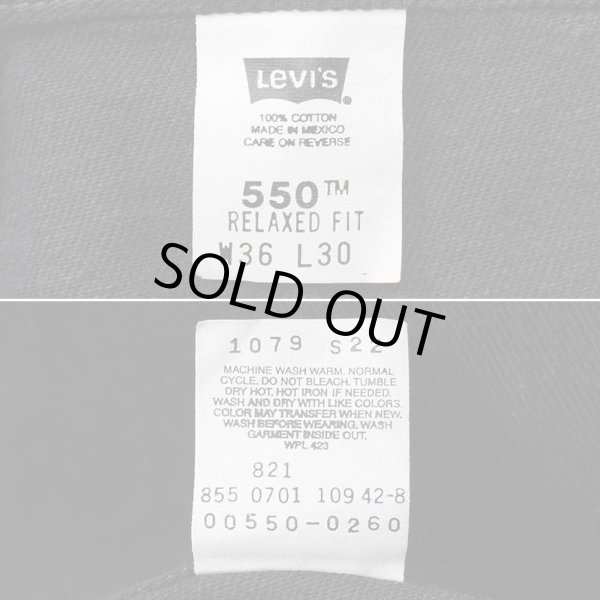 LEVI'S
®
100% COTTON
MADE IN MEXICO
CARE ON REVERSE
550™
RELAXED FIT
W36 L30
SOLD OUT
1079 S22
MACHINE WASH WARM. NORMAL
CYCLE. DO NOT BLEACH. TUMBLE
DRY HOT. HOT IRON IF NEEDED.
WASH AND DRY WITH LIKE COLORS.
COLOR MAY TRANSFER WHEN NEW.
WASH BEFORE WEARING. WASH
GARMENT INSIDE OUT.
WPL 423
821
855 0701 109 42-8
00550-0260